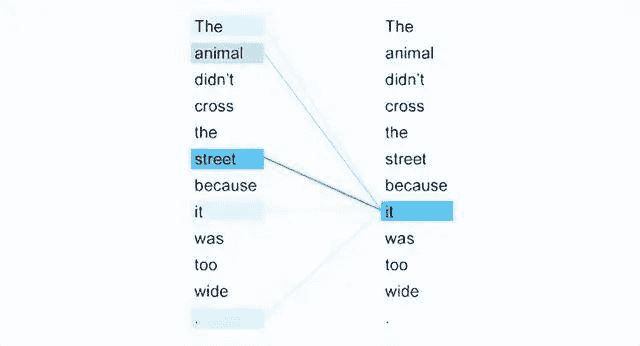 The The
animal animal
didn't didn't
cross cross
the the
street street
because because
it it
was was
too too
wide wide
. .